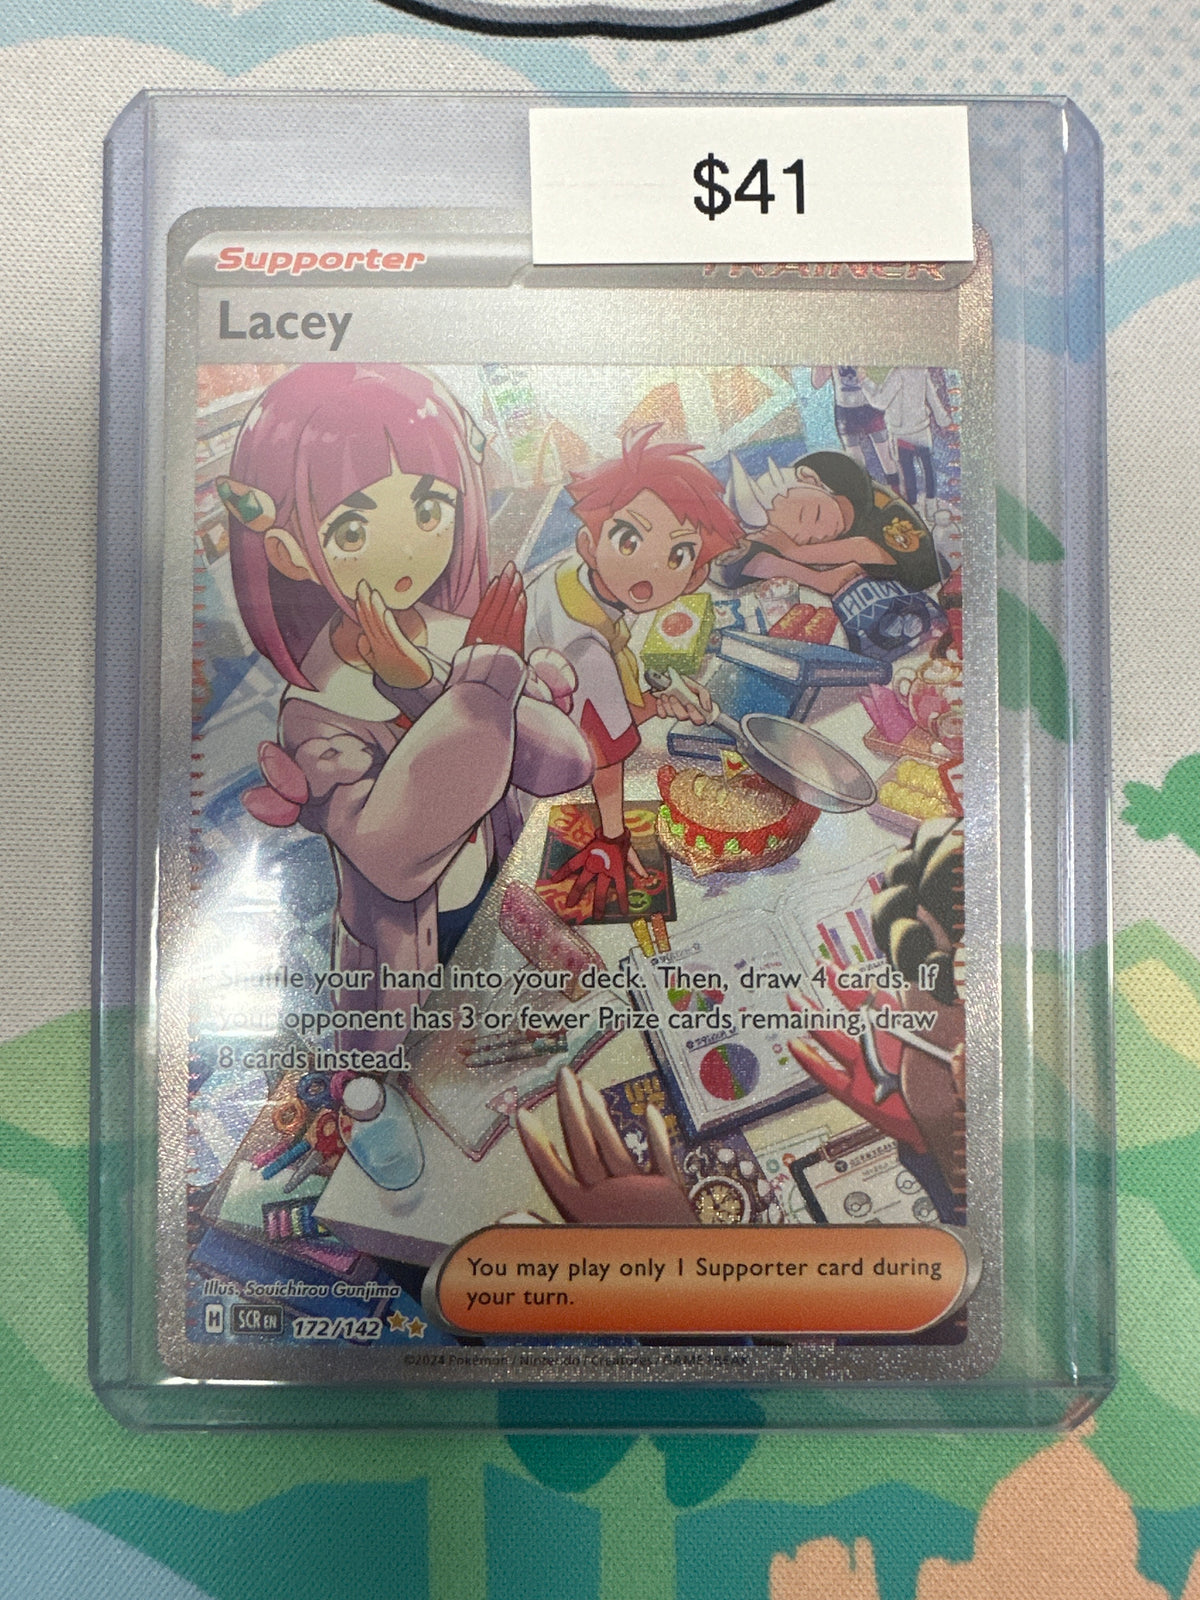 $41
Supporter
TRAINER
Lacey
Shuffle your hand into your deck. Then, draw 4 cards. If
your opponent has 3 or fewer Prize cards remaining, draw
8 cards instead.
You may play only 1 Supporter card during
your turn.
Illus. Souichirou Gunjima
H SCR EN 172/142
©2024 Pokémon / Nintendo / Creatures / GAME FREAK